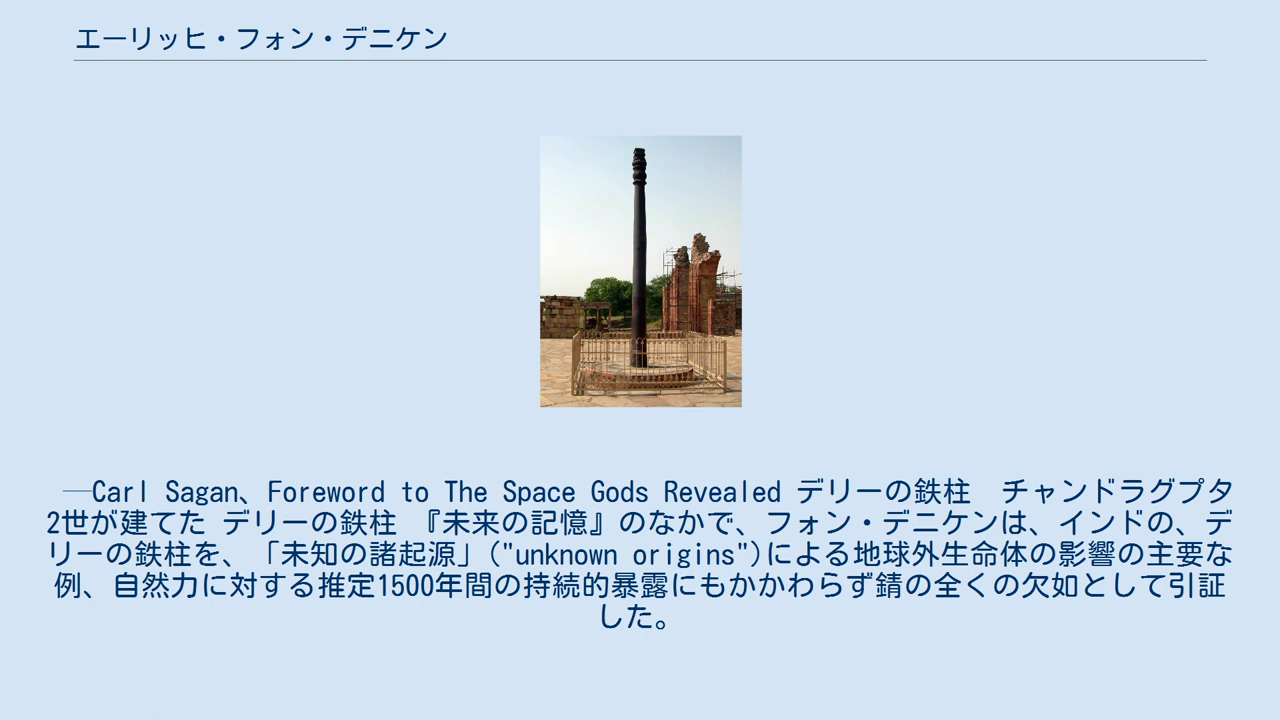 エーリッヒ・フォン・デニケン
―Carl Sagan、Foreword to The Space Gods Revealed デリーの鉄柱　チャンドラグプタ
2世が建てた デリーの鉄柱 『未来の記憶』のなかで、フォン・デニケンは、インドの、デ
リーの鉄柱を、「未知の諸起源」("unknown origins")による地球外生命体の影響の主要な
例、自然力に対する推定1500年間の持続的暴露にもかかわらず錆の全くの欠如として引証
した。